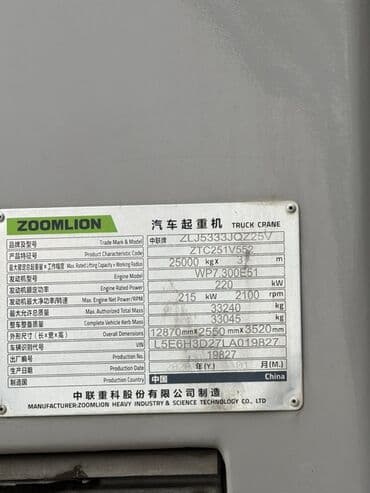 ZOOMLION 汽车起重机 TRUCK CRANE
品牌及型号 Trade Mark & Model 中联牌 ZLJ5333JQZ25V
产品特征代号 Product Characteristic Code ZTC251V552
最大额定总起重量×工作幅度 Max. Rated Lifting Capacity × Working Radius 25000 kg× 3 m
发动机型号 Engine Model WP7.300E51
发动机额定功率 Engine Rated Power 220 kW
发动机最大净功率/转速 Max. Engine Net Power/RPM 215 kW 2100 rpm
最大允许总质量 Max. Authorized Total Mass 33240 kg
整车整备质量 Complete Vehicle Kerb Mass 33045 kg
外形尺寸(长×宽×高) Overall Dimensions 12870mm×2550mm×3520mm
车辆识别代号 VIN L5E6H3D27LA019827
出厂编号 Production No. 19827
制造日期 Production 年(Y.) 月(M.)
制造国 Production Country 中国 China
中联重科股份有限公司制造
MANUFACTURER:ZOOMLION HEAVY INDUSTRY & SCIENCE TECHNOLOGY CO., LTD